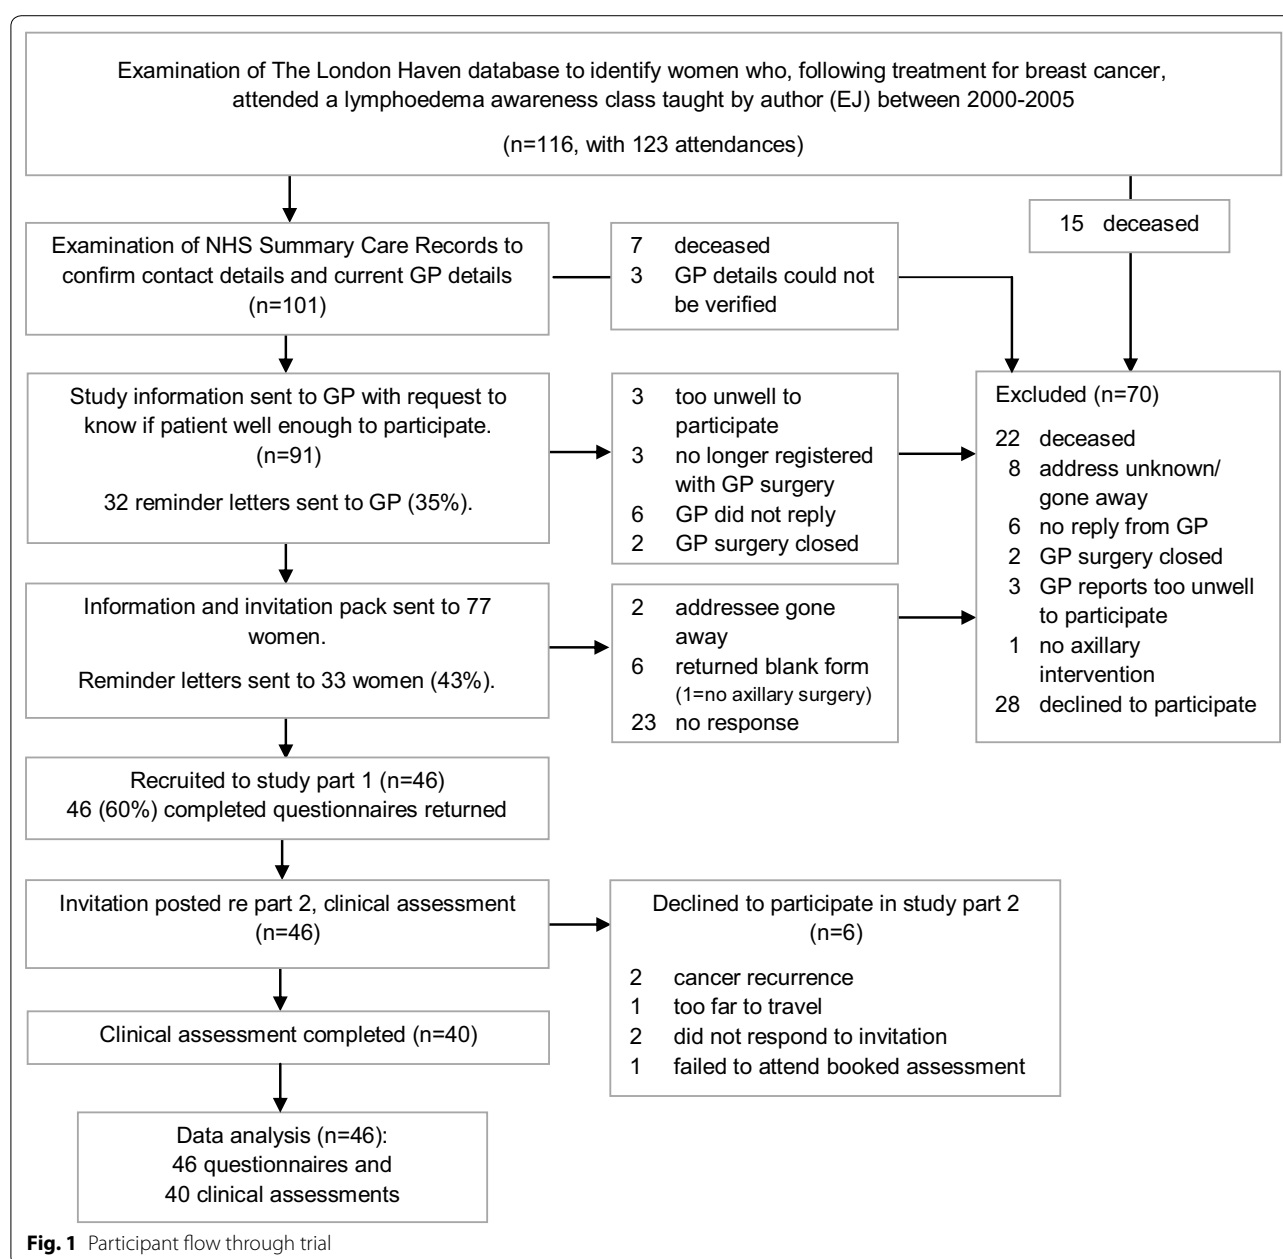 Examination of The London Haven database to identify women who, following treatment for breast cancer,
attended a lymphoedema awareness class taught by author (EJ) between 2000-2005
(n=116, with 123 attendances)
15 deceased
Examination of NHS Summary Care Records to
confirm contact details and current GP details
(n=101)
7 deceased
3 GP details could not
be verified
Study information sent to GP with request to
know if patient well enough to participate.
(n=91)
32 reminder letters sent to GP (35%).
3 too unwell to
participate
3 no longer registered
with GP surgery
6 GP did not reply
2 GP surgery closed
Excluded (n=70)
22 deceased
8 address unknown/
gone away
6 no reply from GP
2 GP surgery closed
3 GP reports too unwell
to participate
1 no axillary
intervention
28 declined to participate
Information and invitation pack sent to 77
women.
Reminder letters sent to 33 women (43%).
2 addressee gone
away
6 returned blank form
(1=no axillary surgery)
23 no response
Recruited to study part 1 (n=46)
46 (60%) completed questionnaires returned
Invitation posted re part 2, clinical assessment
(n=46)
Declined to participate in study part 2
(n=6)
2 cancer recurrence
1 too far to travel
2 did not respond to invitation
1 failed to attend booked assessment
Clinical assessment completed (n=40)
Data analysis (n=46):
46 questionnaires and
40 clinical assessments
Fig. 1 Participant flow through trial